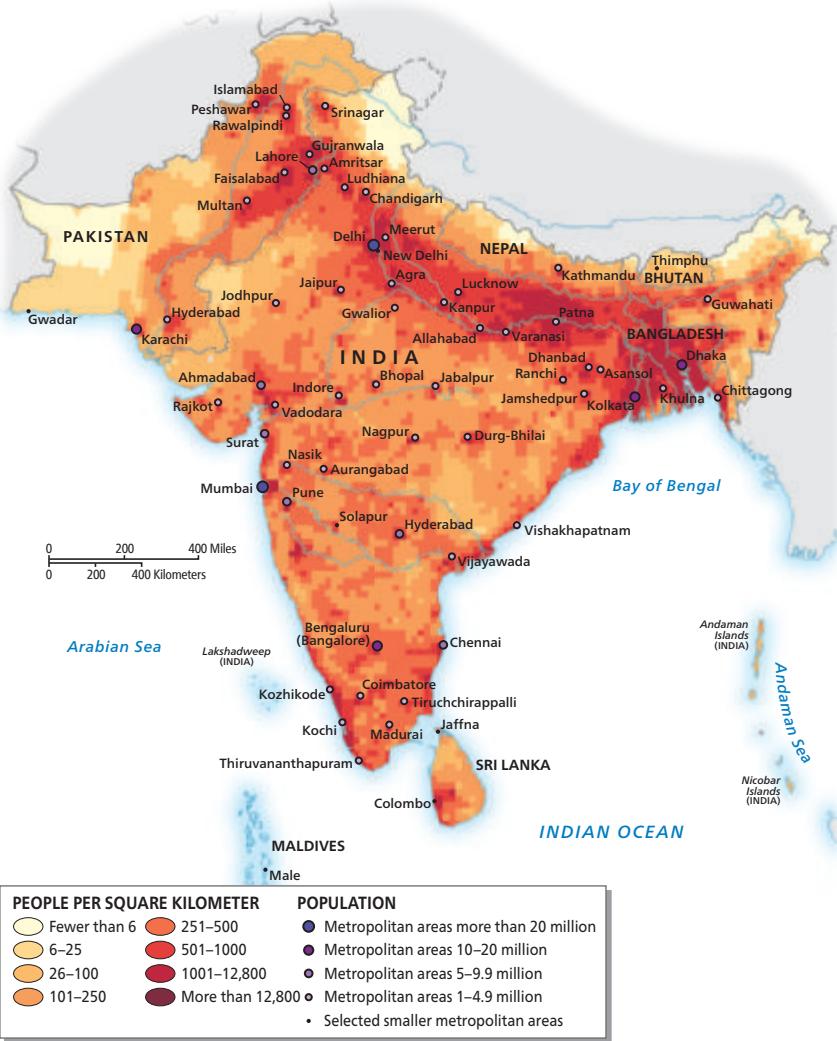 Islamabad
Peshawar
Rawalpindi
Srinagar
Gujranwala
Lahore
Amritsar
Faisalabad
Ludhiana
Chandigarh
Multan
PAKISTAN
Delhi
Meerut
New Delhi
NEPAL
Thimphu
BHUTAN
Kathmandu
Agra
Lucknow
Jaipur
Jodhpur
Guwahati
Gwadar
Hyderabad
Gwalior
Kanpur
Patna
Karachi
Allahabad
Varanasi
BANGLADESH
INDIA
Dhanbad
Dhaka
Ahmadabad
Indore
Bhopal
Jabalpur
Ranchi
Asansol
Rajkot
Vadodara
Jamshedpur
Kolkata
Khulna
Chittagong
Surat
Nagpur
Durg-Bhilai
Nasik
Aurangabad
Mumbai
Pune
Bay of Bengal
Solapur
Hyderabad
Vishakhapatnam
0 200 400 Miles
0 200 400 Kilometers
Vijayawada
Arabian Sea
Lakshadweep
(INDIA)
Bengaluru
(Bangalore)
Chennai
Andaman
Islands
(INDIA)
Andaman Sea
Kozhikode
Coimbatore
Tiruchchirappalli
Kochi
Madurai
Jaffna
Thiruvananthapuram
SRI LANKA
Colombo
Nicobar
Islands
(INDIA)
INDIAN OCEAN
MALDIVES
Male
PEOPLE PER SQUARE KILOMETER
Fewer than 6
6–25
26–100
101–250
251–500
501–1000
1001–12,800
More than 12,800
POPULATION
Metropolitan areas more than 20 million
Metropolitan areas 10–20 million
Metropolitan areas 5–9.9 million
Metropolitan areas 1–4.9 million
Selected smaller metropolitan areas